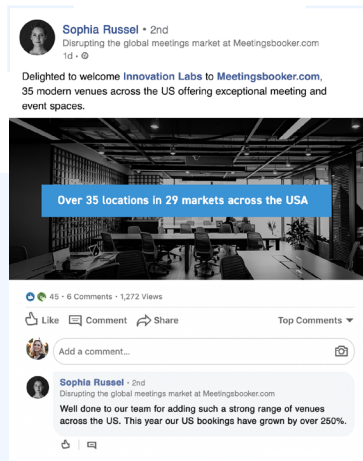 Sophia Russel • 2nd
Disrupting the global meetings market at Meetingsbooker.com
1d •
Delighted to welcome Innovation Labs to Meetingsbooker.com,
35 modern venues across the US offering exceptional meeting and
event spaces.
Over 35 locations in 29 markets across the USA
45 • 6 Comments • 1,272 Views
Like Comment Share Top Comments
Add a comment...
Sophia Russel • 2nd
Disrupting the global meetings market at Meetingsbooker.com
Well done to our team for adding such a strong range of venues
across the US. This year our US bookings have grown by over 250%.